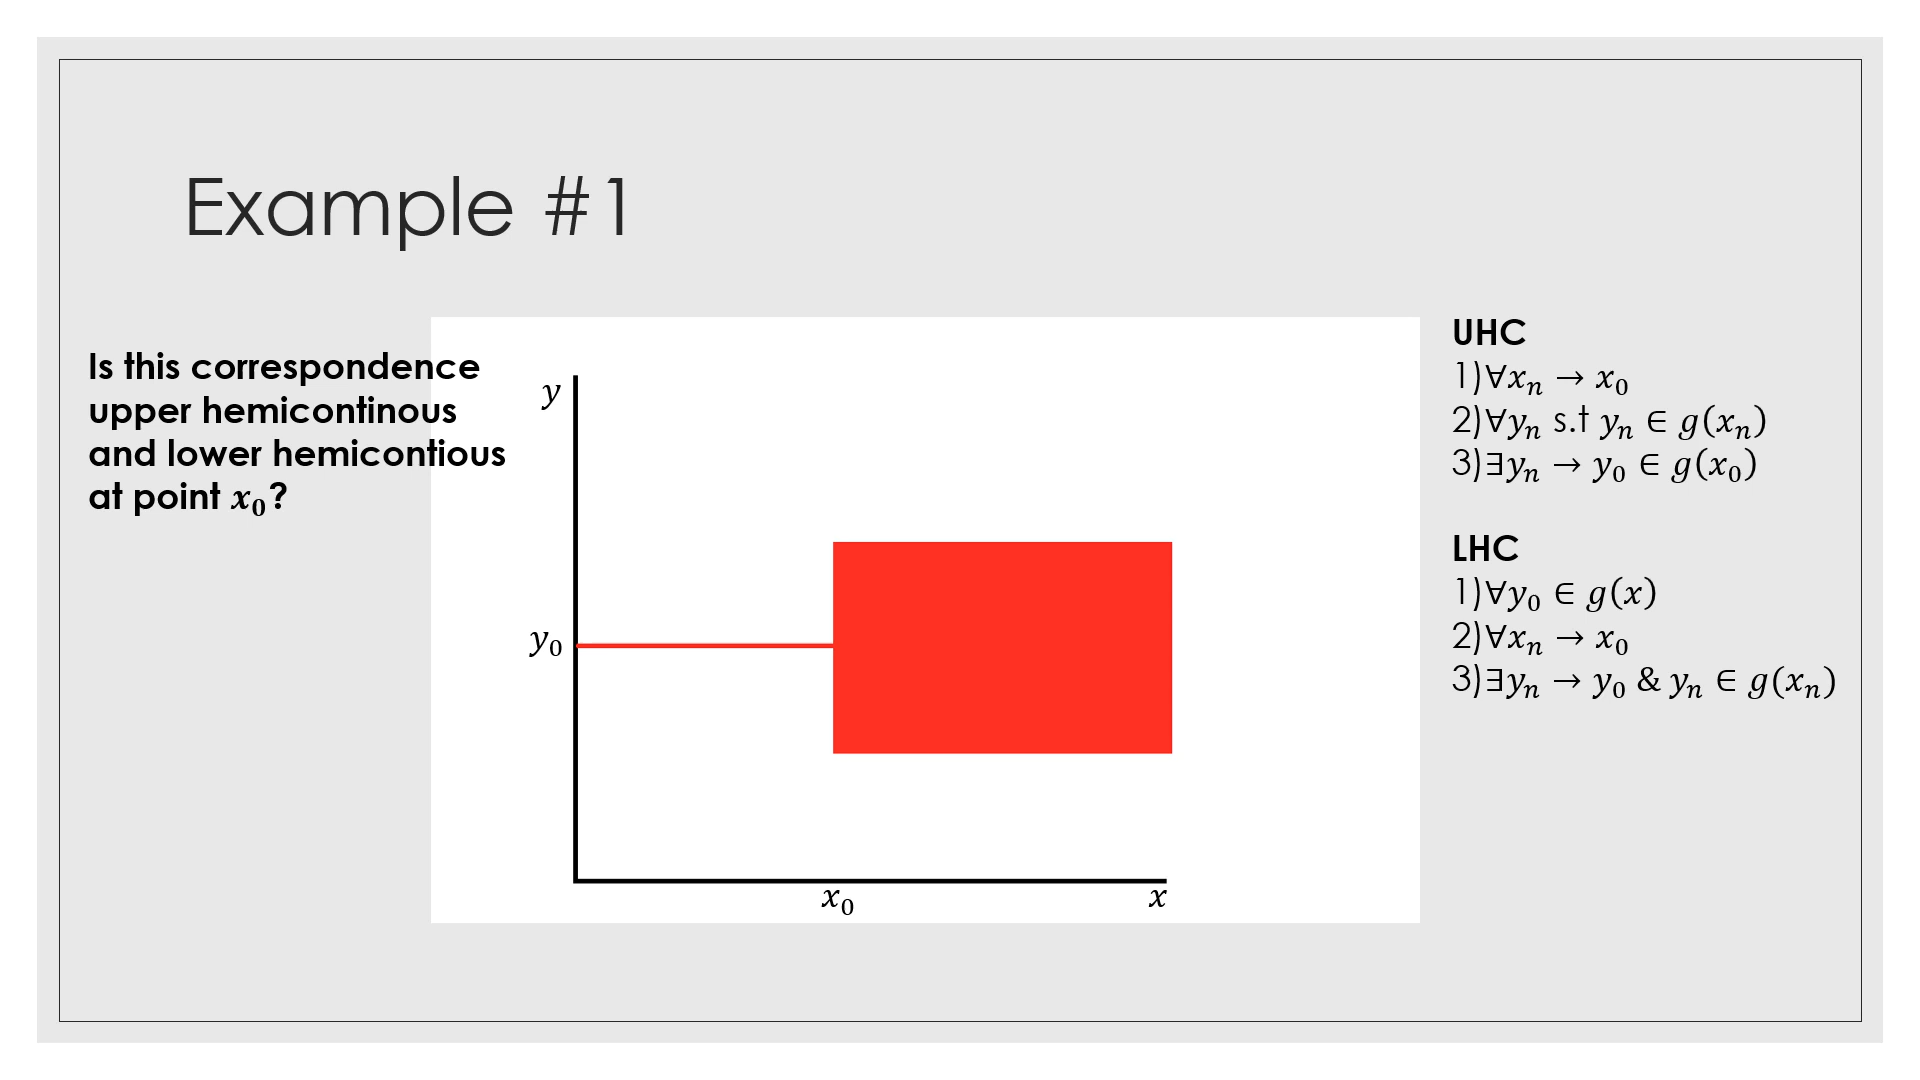 Example #1
Is this correspondence
upper hemicontinous
and lower hemicontious
at point 𝒙₀?
y
y₀
x₀
x
UHC
1)∀xₙ → x₀
2)∀yₙ s.t yₙ ∈ g(xₙ)
3)∃yₙ → y₀ ∈ g(x₀)
LHC
1)∀y₀ ∈ g(x)
2)∀xₙ → x₀
3)∃yₙ → y₀ & yₙ ∈ g(xₙ)